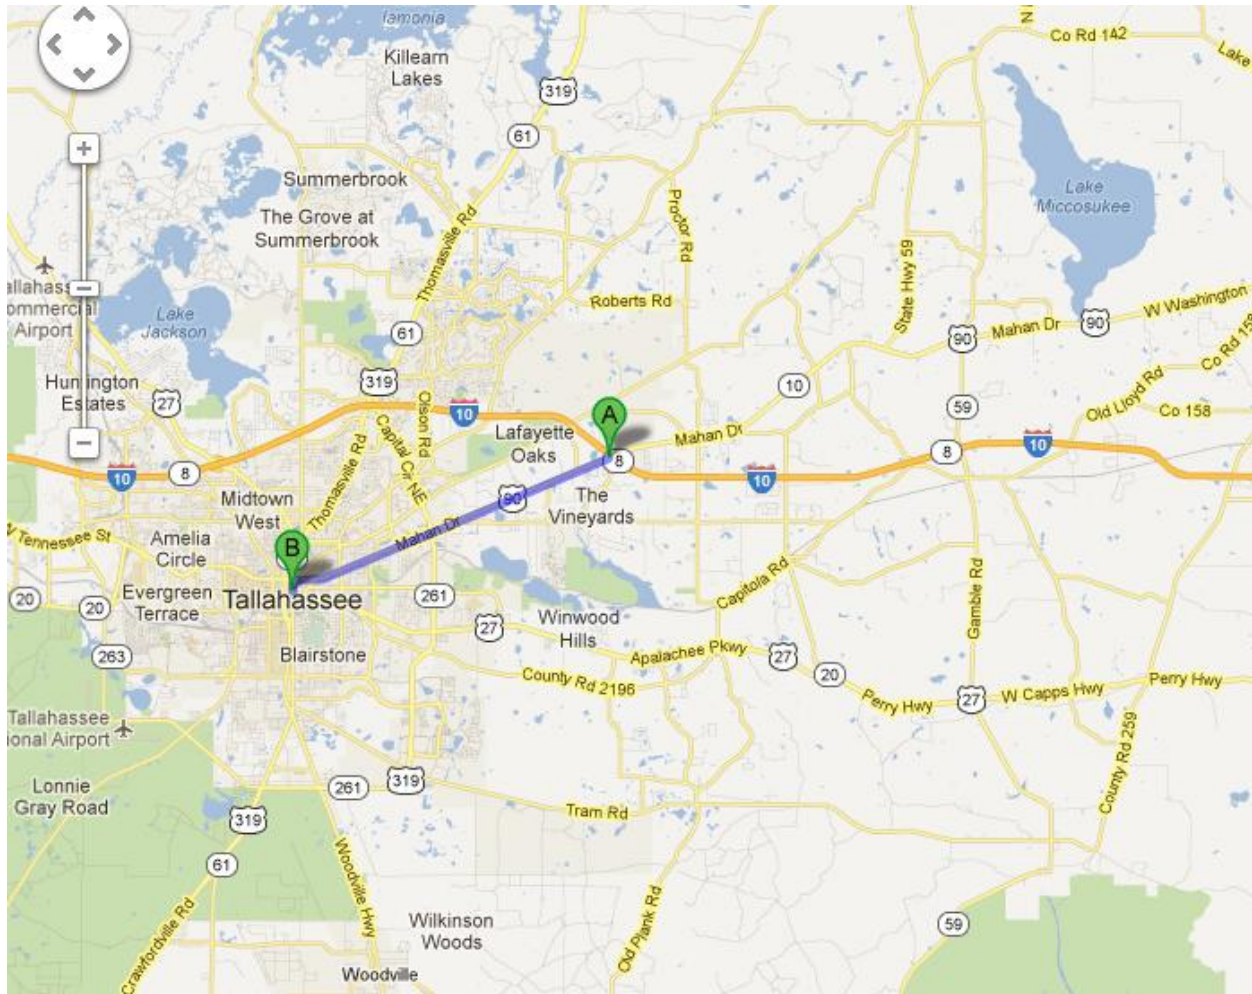 Iamonia
Killearn
Lakes
Co Rd 142
Lake
319
61
Summerbrook
The Grove at
Summerbrook
Thomasville Rd
Proctor Rd
Lake
Miccosukee
State Hwy 59
Roberts Rd
allahas
ommercial
Airport
Lake
Jackson
61
90
Mahan Dr
90
W Washington
Co Rd 15
Huntington
Estates
27
319
10
Olson Rd
10
Old Lloyd Rd
59
Co 158
A
Lafayette
Oaks
Mahan Dr
Capital Cir NE
Thomasville Rd
8
10
8
10
8
10
Midtown
West
90
The
Vineyards
Mahan Dr
N Tennessee St
Amelia
Circle
B
Evergreen
Terrace
Tallahassee
20
20
261
Capitola Rd
Gamble Rd
Winwood
Hills
27
263
Blairstone
Apalachee Pkwy
27
20
County Rd 2196
Perry Hwy
27
W Capps Hwy
Perry Hwy
Tallahassee
ional Airport
County Rd 259
Lonnie
Gray Road
261
319
319
Tram Rd
61
Woodville Hwy
Crawfordville Rd
Wilkinson
Woods
Old Plank Rd
59
Woodville